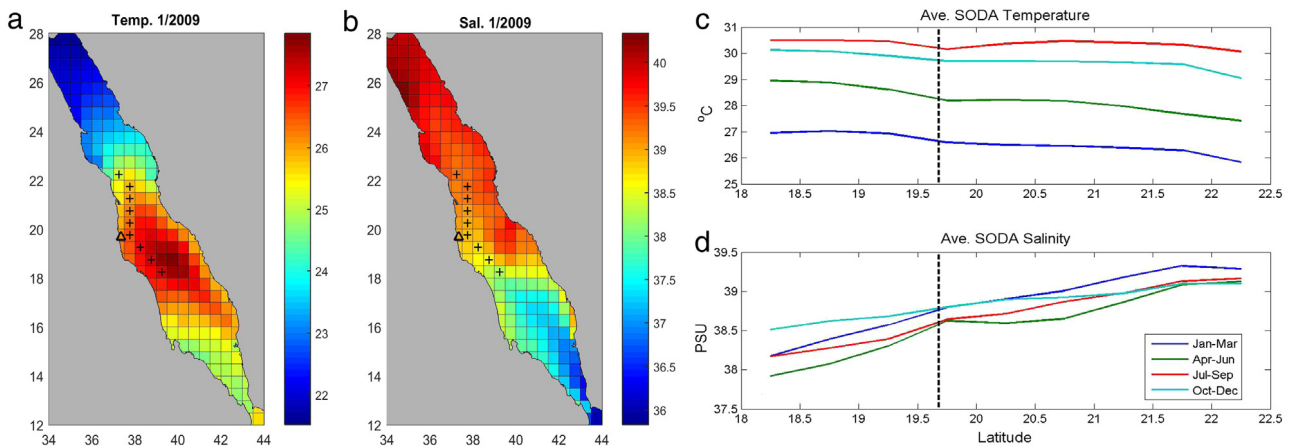 a
Temp. 1/2009
28
26
24
22
20
18
16
14
12
34 36 38 40 42 44
27
26
25
24
23
22
b
Sal. 1/2009
28
26
24
22
20
18
16
14
12
34 36 38 40 42 44
40
39.5
39
38.5
38
37.5
37
36.5
36
c
Ave. SODA Temperature
ºC
31
30
29
28
27
26
25
18 18.5 19 19.5 20 20.5 21 21.5 22 22.5
d
Ave. SODA Salinity
PSU
39.5
39
38.5
38
37.5
18 18.5 19 19.5 20 20.5 21 21.5 22 22.5
Latitude
Jan-Mar
Apr-Jun
Jul-Sep
Oct-Dec